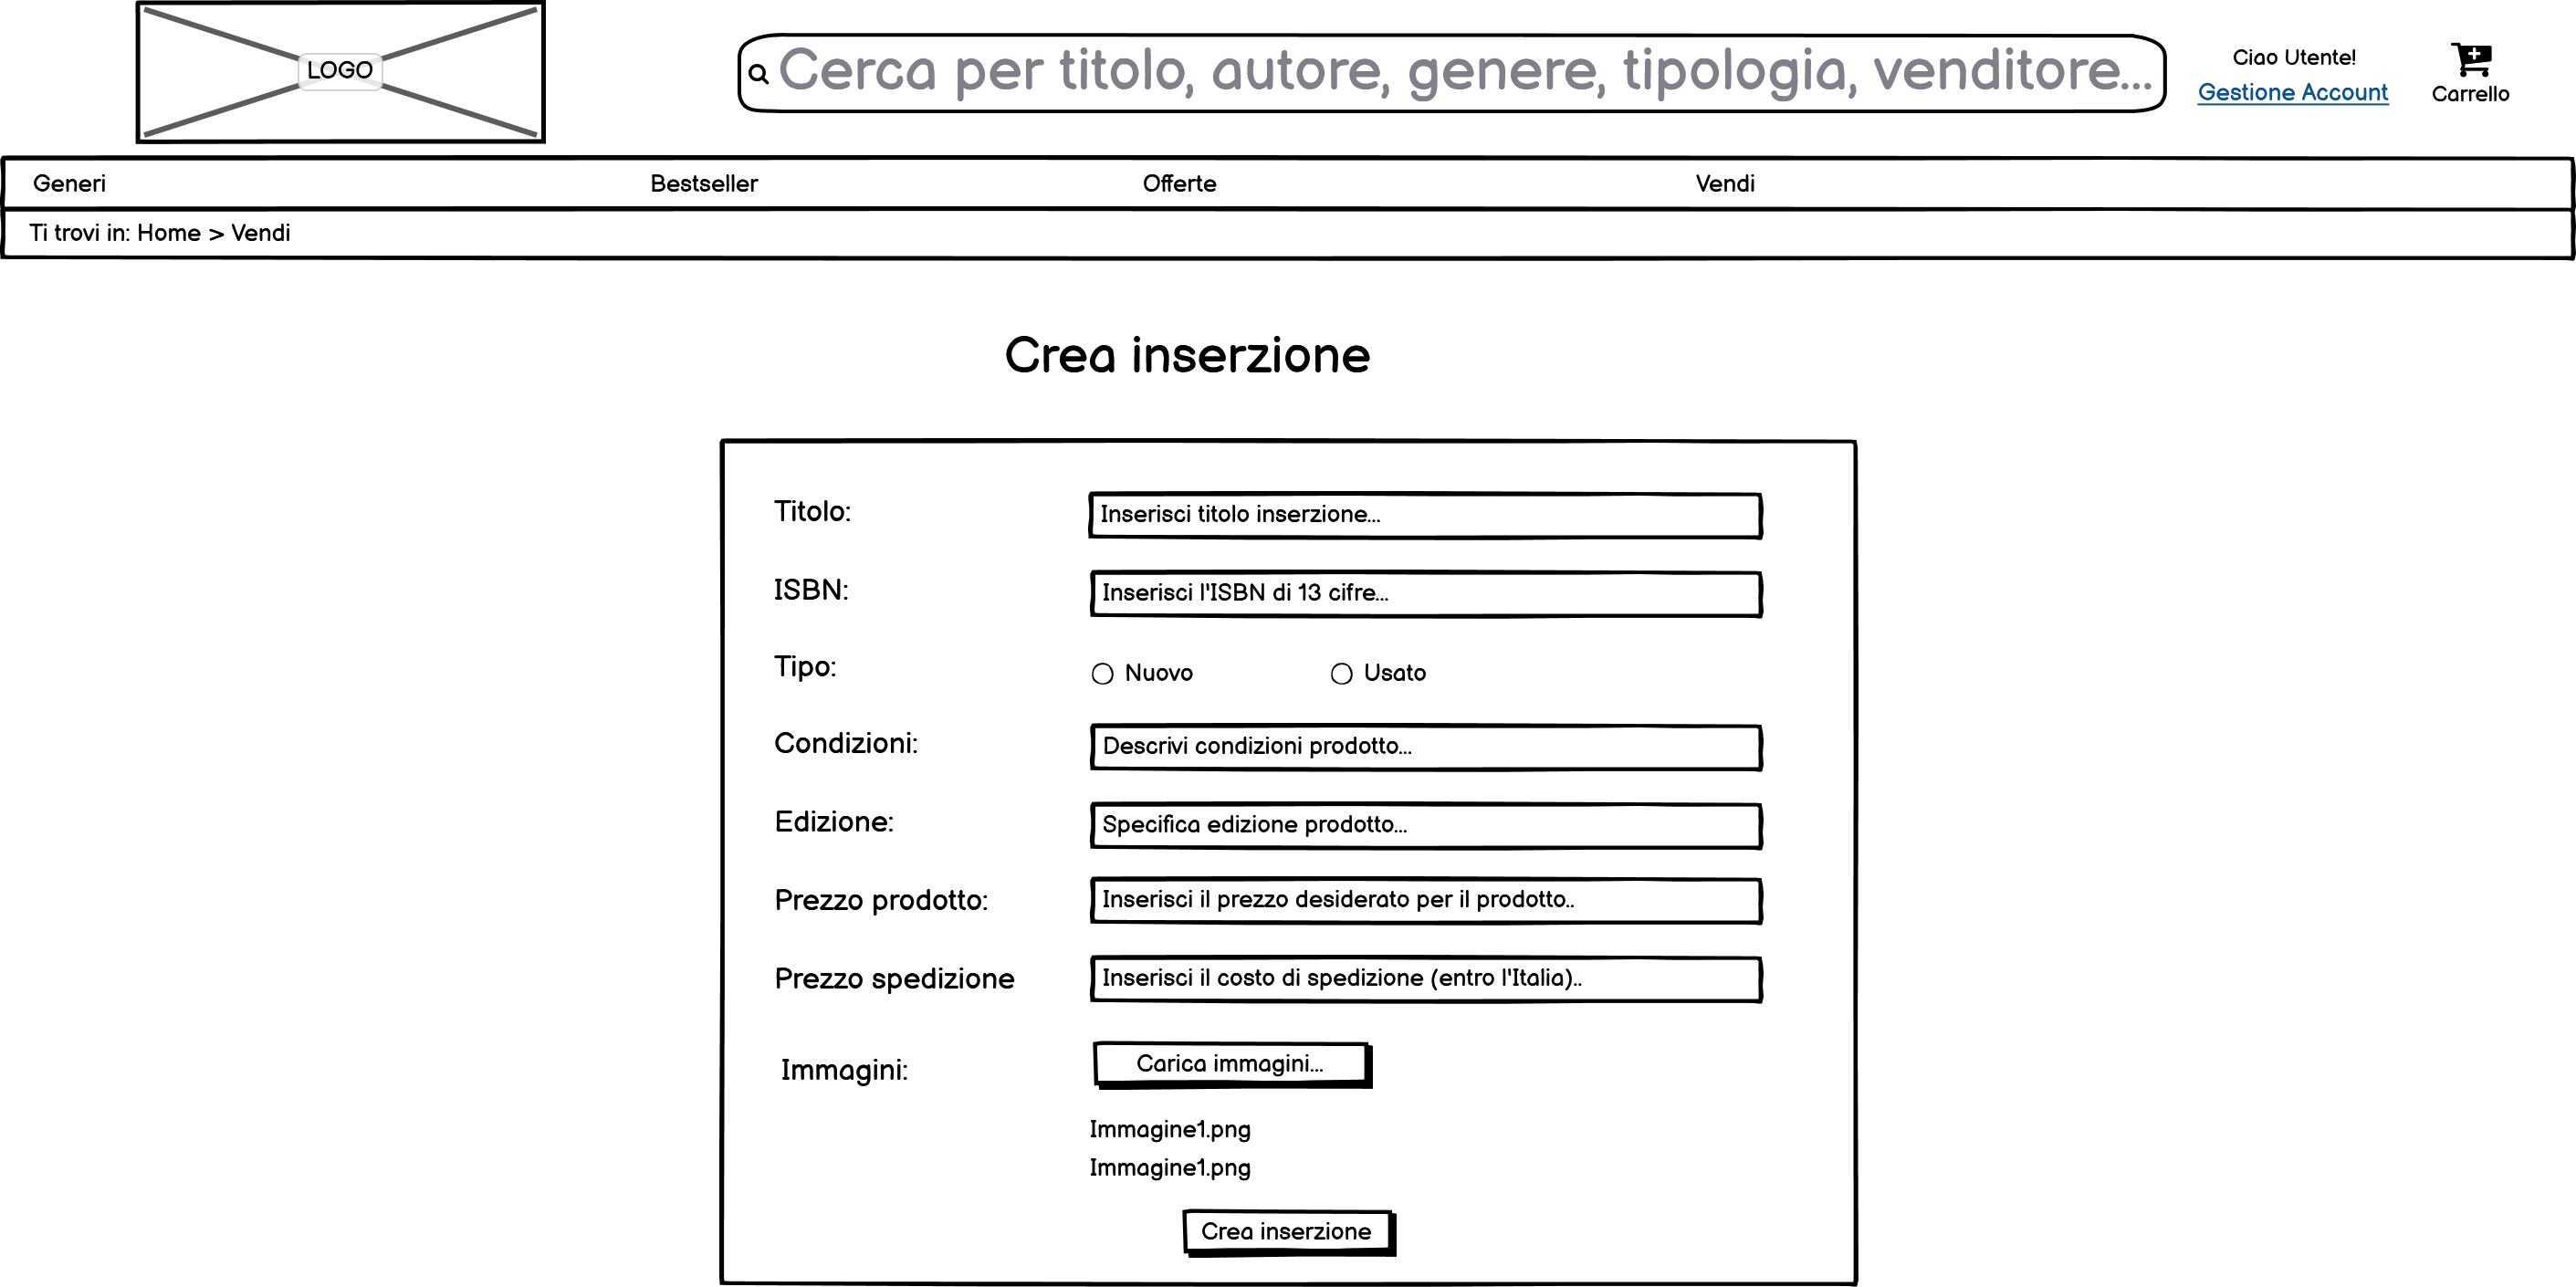 LOGO
Cerca per titolo, autore, genere, tipologia, venditore...
Ciao Utente!
Gestione Account
Carrello
Generi
Bestseller
Offerte
Vendi
Ti trovi in: Home > Vendi
Crea inserzione
Titolo:
Inserisci titolo inserzione...
ISBN:
Inserisci l'ISBN di 13 cifre...
Tipo:
Nuovo
Usato
Condizioni:
Descrivi condizioni prodotto...
Edizione:
Specifica edizione prodotto...
Prezzo prodotto:
Inserisci il prezzo desiderato per il prodotto..
Prezzo spedizione
Inserisci il costo di spedizione (entro l'Italia)..
Immagini:
Carica immagini...
Immagine1.png
Immagine1.png
Crea inserzione